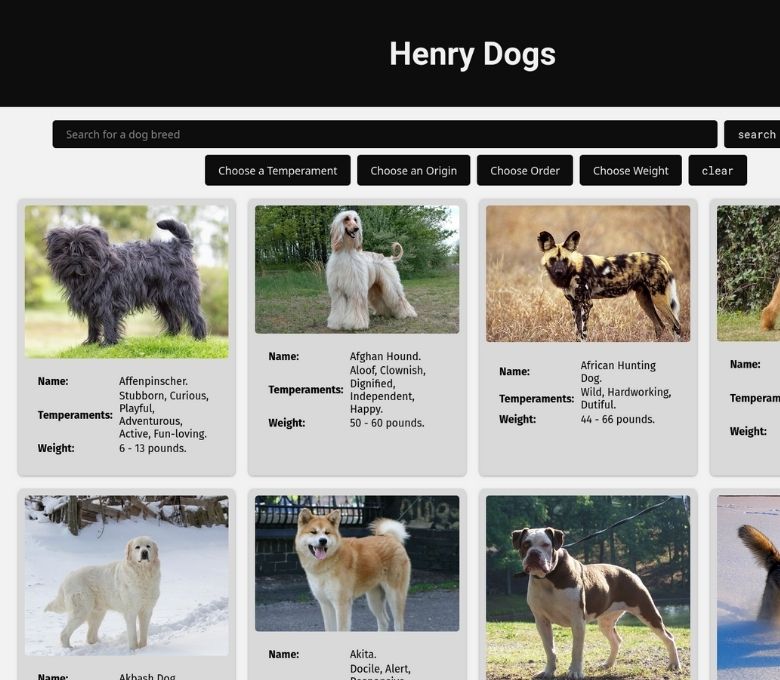 Henry Dogs
Search for a dog breed
search
Choose a Temperament
Choose an Origin
Choose Order
Choose Weight
clear
Name: Affenpinscher.
Temperaments: Stubborn, Curious,
Playful,
Adventurous,
Active, Fun-loving.
Weight: 6 - 13 pounds.
Name: Afghan Hound.
Temperaments: Aloof, Clownish,
Dignified,
Independent,
Happy.
Weight: 50 - 60 pounds.
Name: African Hunting
Dog.
Temperaments: Wild, Hardworking,
Dutiful.
Weight: 44 - 66 pounds.
Name:
Weight:
Name: Akbash Dog.
Name: Akita.
Docile, Alert,